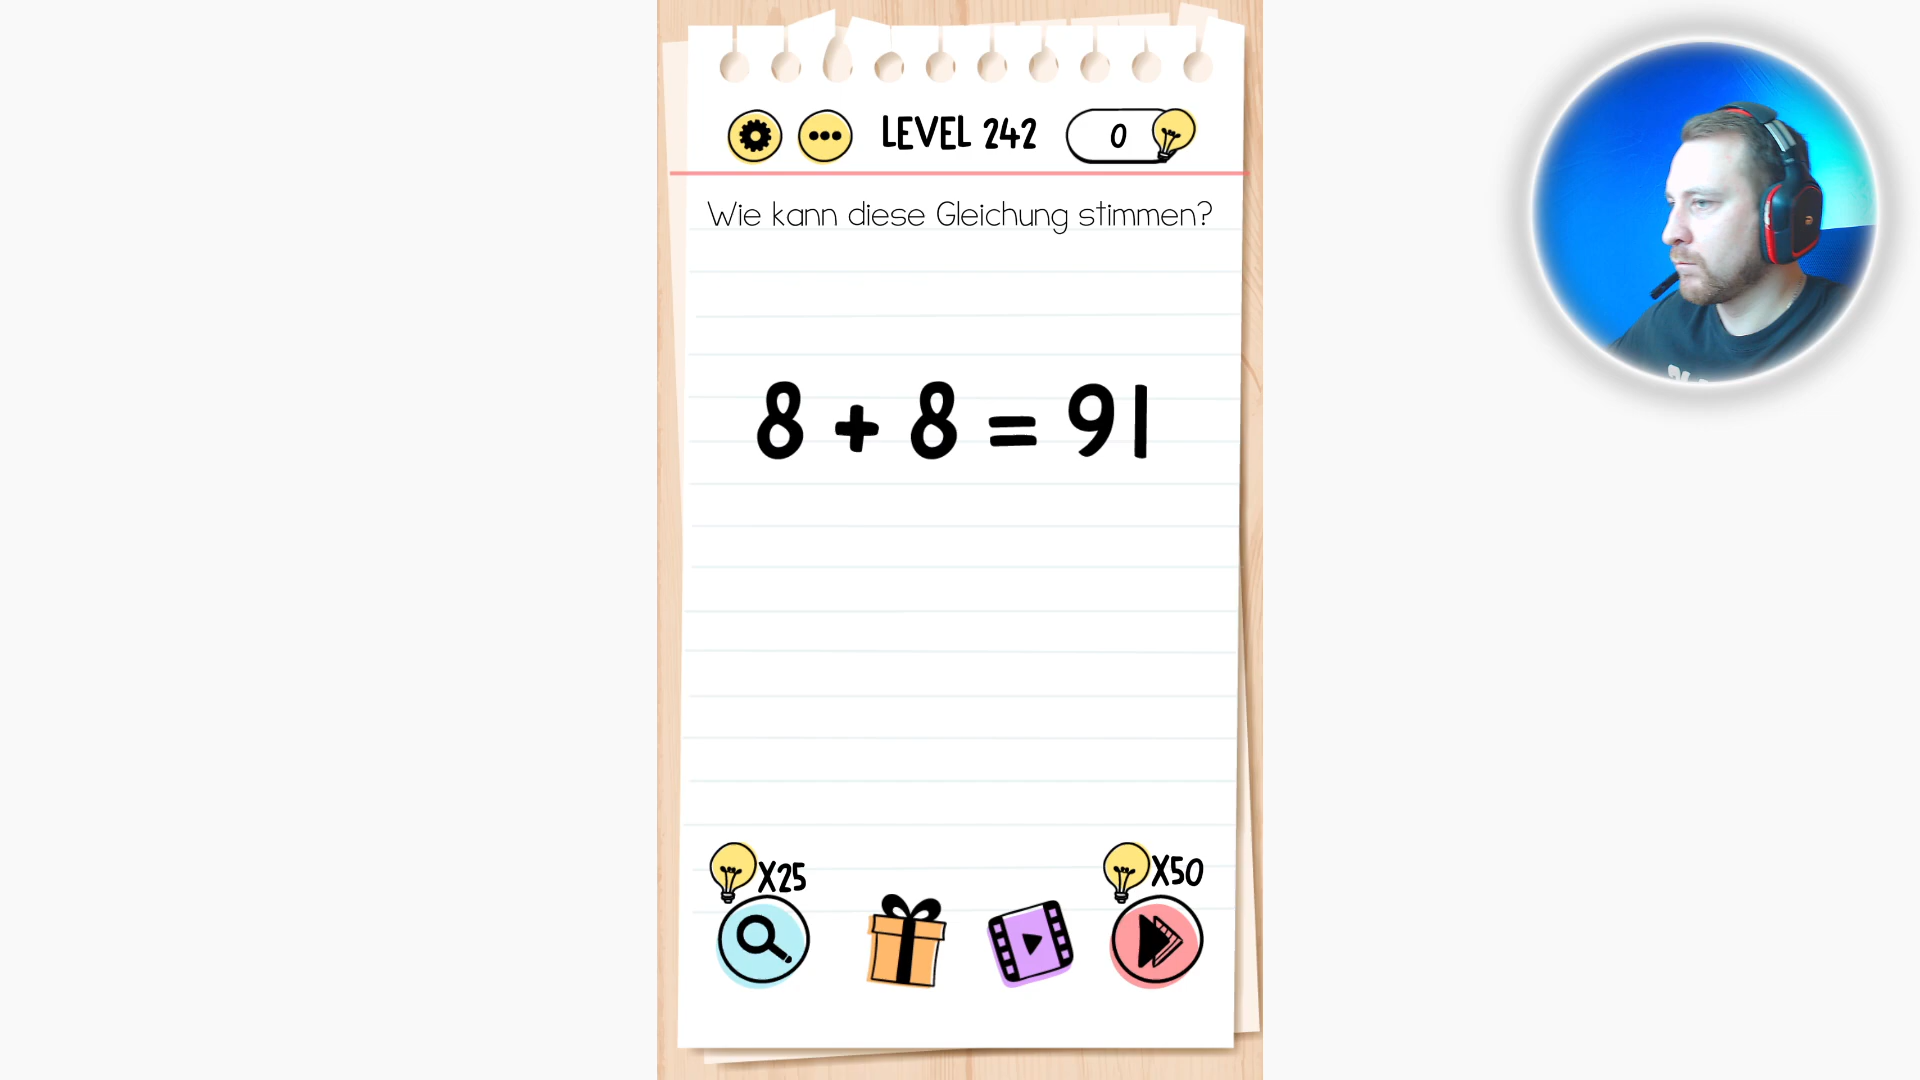 LEVEL 242
0
Wie kann diese Gleichung stimmen?
8 + 8 = 91
X25
X50